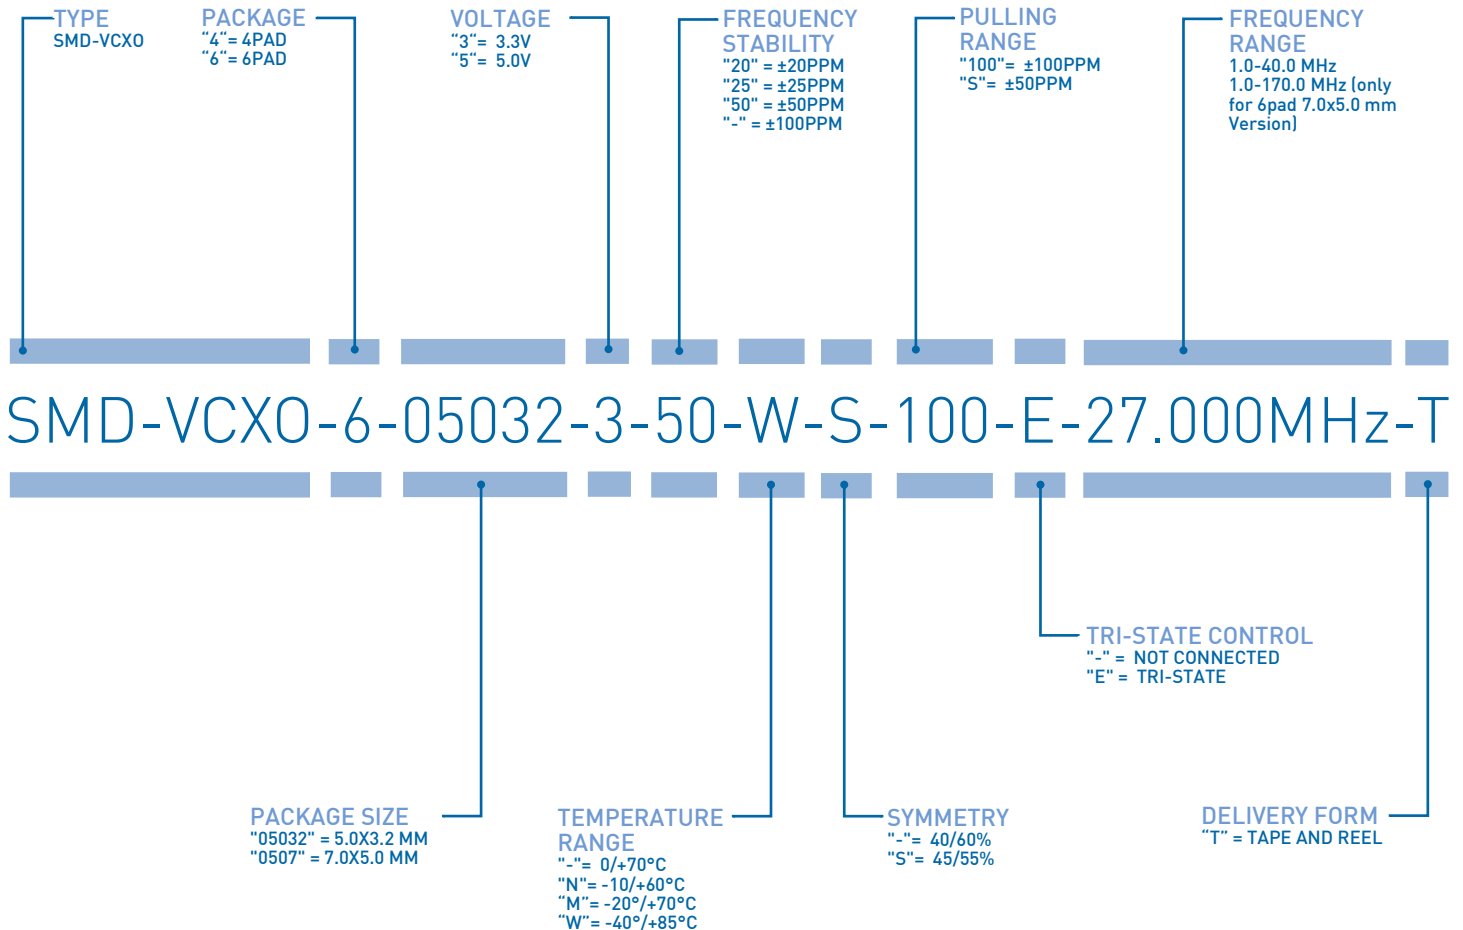 TYPE
SMD-VCXO
PACKAGE
“4“= 4PAD
“6“= 6PAD
VOLTAGE
“3“= 3.3V
“5“= 5.0V
FREQUENCY
STABILITY
"20" = ±20PPM
"25" = ±25PPM
"50" = ±50PPM
"-" = ±100PPM
PULLING
RANGE
"100"= ±100PPM
"S"= ±50PPM
FREQUENCY
RANGE
1.0-40.0 MHz
1.0-170.0 MHz (only
for 6pad 7.0x5.0 mm
Version)
SMD-VCXO-6-05032-3-50-W-S-100-E-27.000MHz-T
TRI-STATE CONTROL
"-" = NOT CONNECTED
"E" = TRI-STATE
PACKAGE SIZE
"05032" = 5.0X3.2 MM
"0507" = 7.0X5.0 MM
TEMPERATURE
RANGE
"-"= 0/+70°C
"N"= -10/+60°C
“M”= -20°/+70°C
“W”= -40°/+85°C
SYMMETRY
"-"= 40/60%
"S"= 45/55%
DELIVERY FORM
“T” = TAPE AND REEL